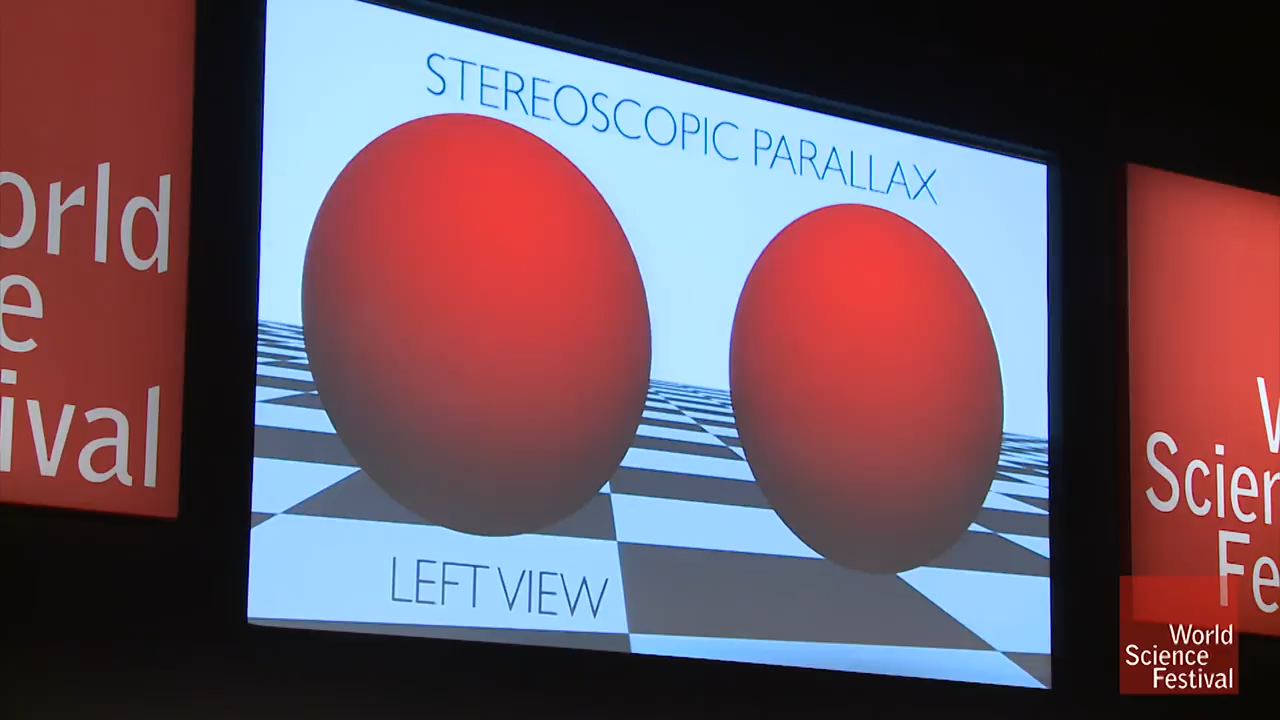 STEREOSCOPIC PARALLAX
LEFT VIEW
orld
e
ival
W
Scien
Fe
World
Science
Festival